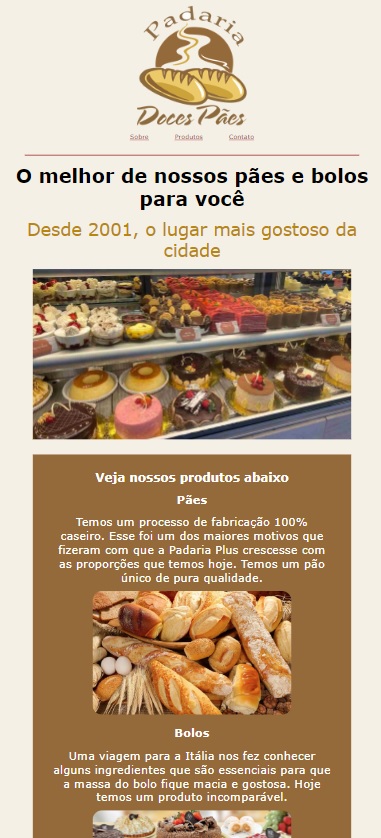 Padaria
Doces Pães
Sobre Produtos Contato
O melhor de nossos pães e bolos
para você
Desde 2001, o lugar mais gostoso da
cidade
Veja nossos produtos abaixo
Pães
Temos um processo de fabricação 100%
caseiro. Esse foi um dos maiores motivos que
fizeram com que a Padaria Plus crescesse com
as proporções que temos hoje. Temos um pão
único de pura qualidade.
Bolos
Uma viagem para a Itália nos fez conhecer
alguns ingredientes que são essenciais para que
a massa do bolo fique macia e gostosa. Hoje
temos um produto incomparável.